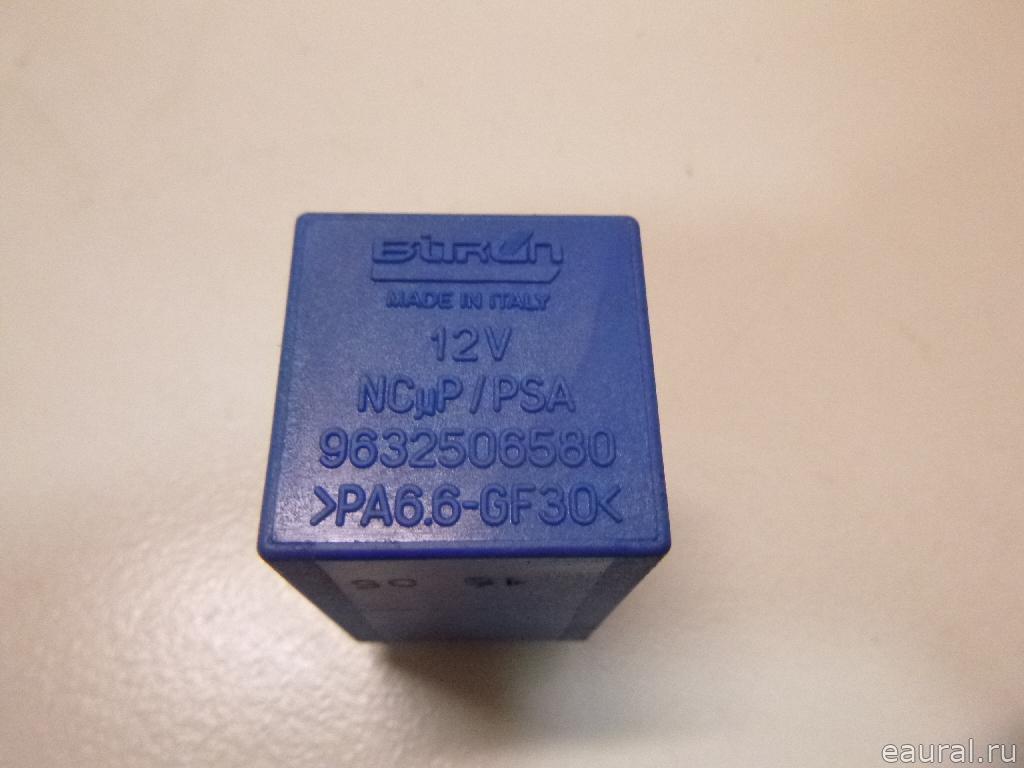 BITRON
MADE IN ITALY
12V
NCµP/PSA
9632506580
>PA6.6-GF30<
eaural.ru